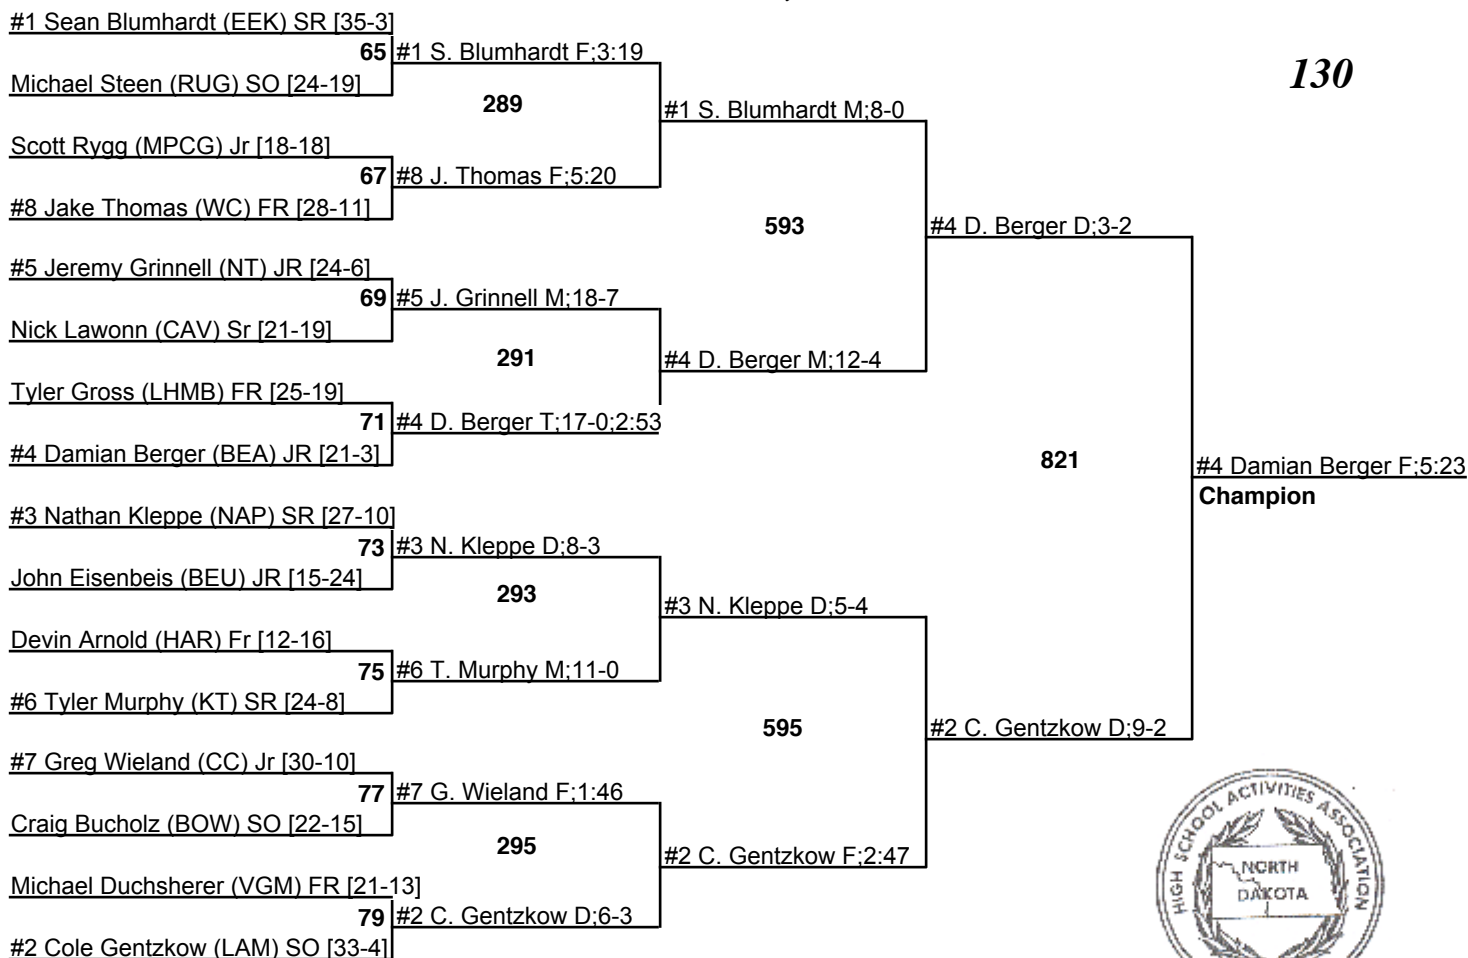 #1 Sean Blumhardt (EEK) SR [35-3]
65
#1 S. Blumhardt F;3:19
Michael Steen (RUG) SO [24-19]
289
#1 S. Blumhardt M;8-0
130
Scott Rygg (MPCG) Jr [18-18]
67
#8 J. Thomas F;5:20
#8 Jake Thomas (WC) FR [28-11]
593
#4 D. Berger D;3-2
#5 Jeremy Grinnell (NT) JR [24-6]
69
#5 J. Grinnell M;18-7
Nick Lawonn (CAV) Sr [21-19]
291
#4 D. Berger M;12-4
Tyler Gross (LHMB) FR [25-19]
71
#4 D. Berger T;17-0;2:53
#4 Damian Berger (BEA) JR [21-3]
821
#4 Damian Berger F;5:23
Champion
#3 Nathan Kleppe (NAP) SR [27-10]
73
#3 N. Kleppe D;8-3
John Eisenbeis (BEU) JR [15-24]
293
#3 N. Kleppe D;5-4
Devin Arnold (HAR) Fr [12-16]
75
#6 T. Murphy M;11-0
#6 Tyler Murphy (KT) SR [24-8]
595
#2 C. Gentzkow D;9-2
#7 Greg Wieland (CC) Jr [30-10]
77
#7 G. Wieland F;1:46
Craig Bucholz (BOW) SO [22-15]
295
#2 C. Gentzkow F;2:47
Michael Duchsherer (VGM) FR [21-13]
79
#2 C. Gentzkow D;6-3
#2 Cole Gentzkow (LAM) SO [33-4]
HIGH SCHOOL ACTIVITIES ASSOCIATION
NORTH
DAKOTA